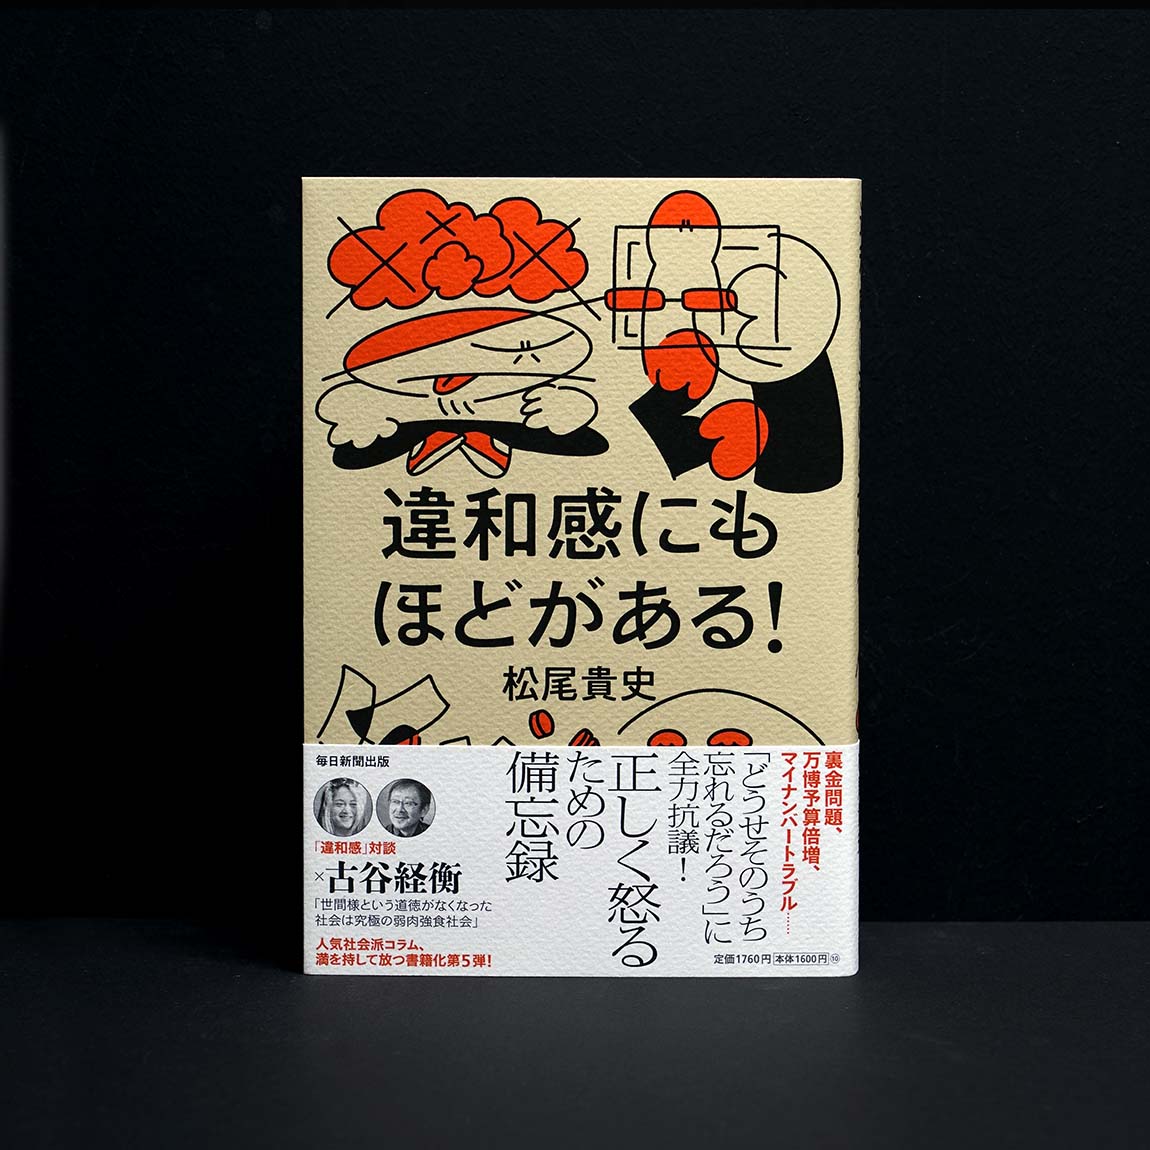 違和感にも
ほどがある!
松尾貴史
裏金問題、
万博予算倍増、
マイナンバートラブル……
「どうせそのうち
忘れるだろう」に
全力抗議!
正しく怒る
ための
備忘録
毎日新聞出版
「違和感」対談
×古谷経衡
「世間様という道徳がなくなった
社会は究極の弱肉強食社会」
人気社会派コラム、
満を持して放つ書籍化第5弾!
定価1760円 本体1600円 ⑩